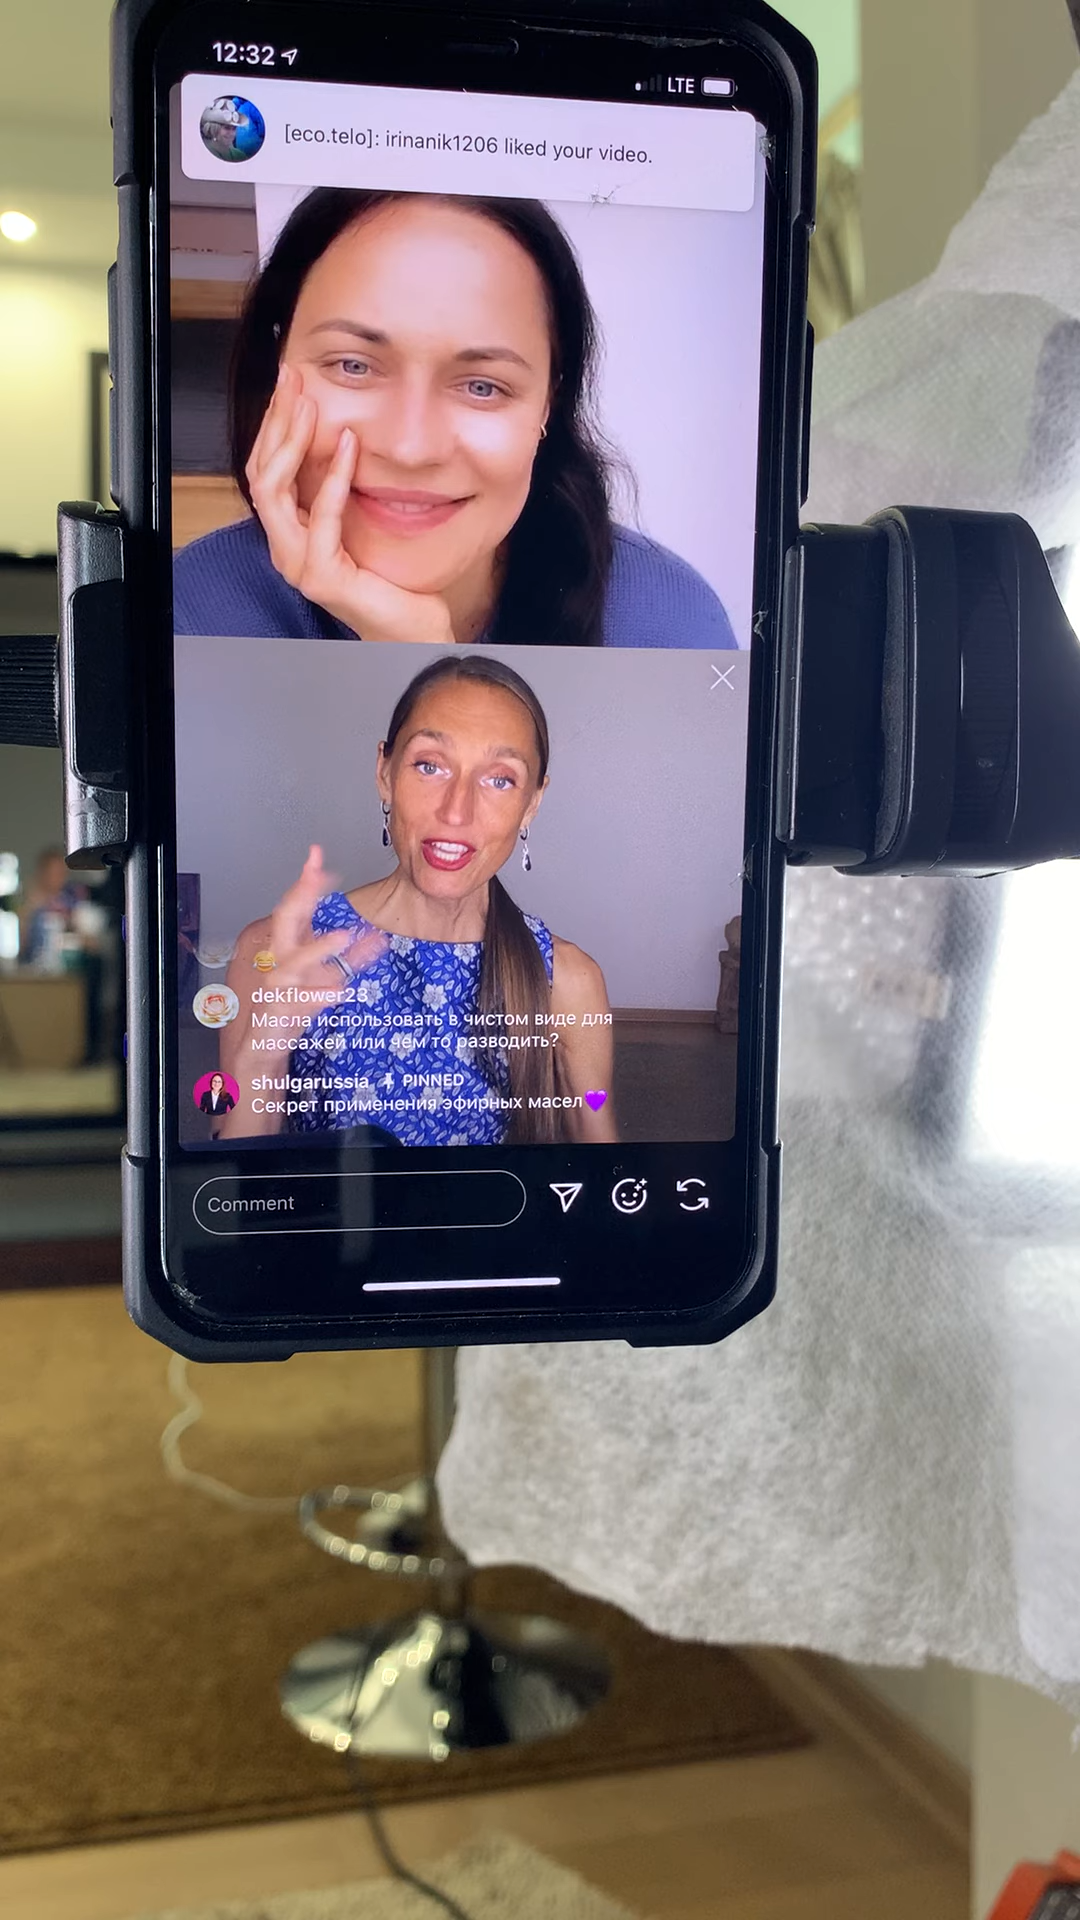 12:32
LTE
[eco.telo]: irinanik1206 liked your video.
dekflower23
Масла использовать в чистом виде для
массажей или чем то разводить?
shulgarussia PINNED
Секрет применения эфирных масел💜
Comment